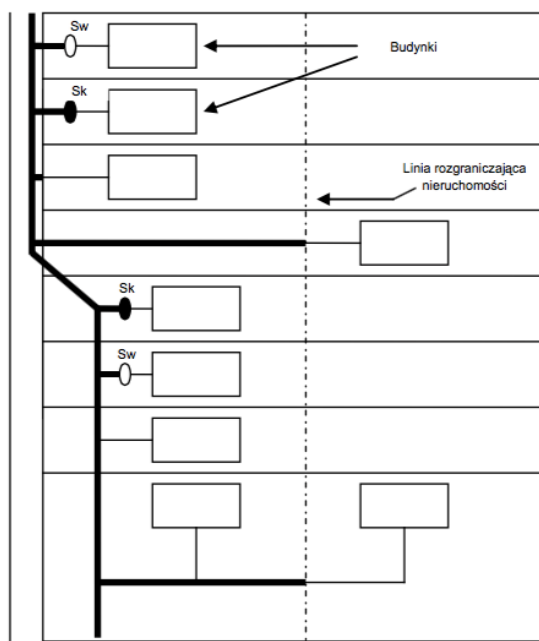 Sw
Budynki
Sk
Linia rozgraniczająca
nieruchomości
Sk
Sw